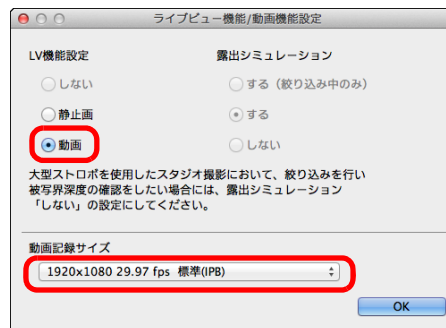 ライブビュー機能/動画機能設定
LV機能設定
露出シミュレーション
しない
する（絞り込み中のみ）
静止画
する
動画
しない
大型ストロボを使用したスタジオ撮影において、絞り込みを行い
被写界深度の確認をしたい場合には、露出シミュレーション
「しない」の設定にしてください。
動画記録サイズ
1920x1080 29.97 fps 標準(IPB)
OK